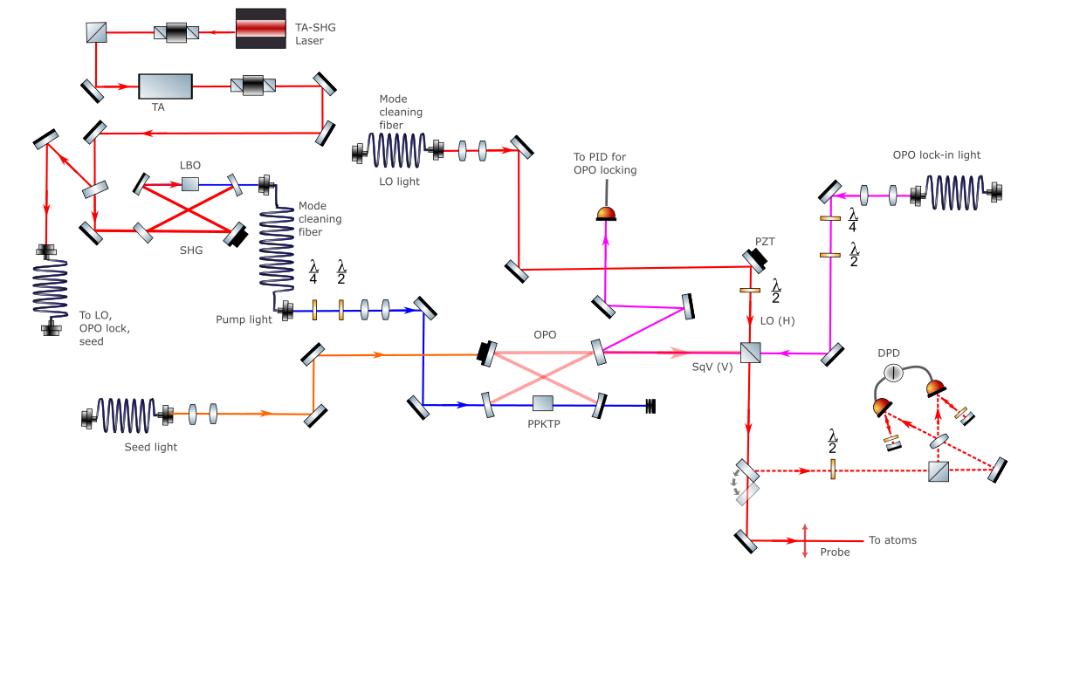 TA-SHG
Laser
TA
Mode
cleaning
fiber
LO light
To PID for
OPO locking
OPO lock-in light
LBO
SHG
Mode
cleaning
fiber
λ
4
λ
2
λ
4
λ
2
PZT
λ
2
To LO,
OPO lock,
seed
Pump light
LO (H)
OPO
SqV (V)
DPD
PPKTP
Seed light
λ
2
Probe
To atoms